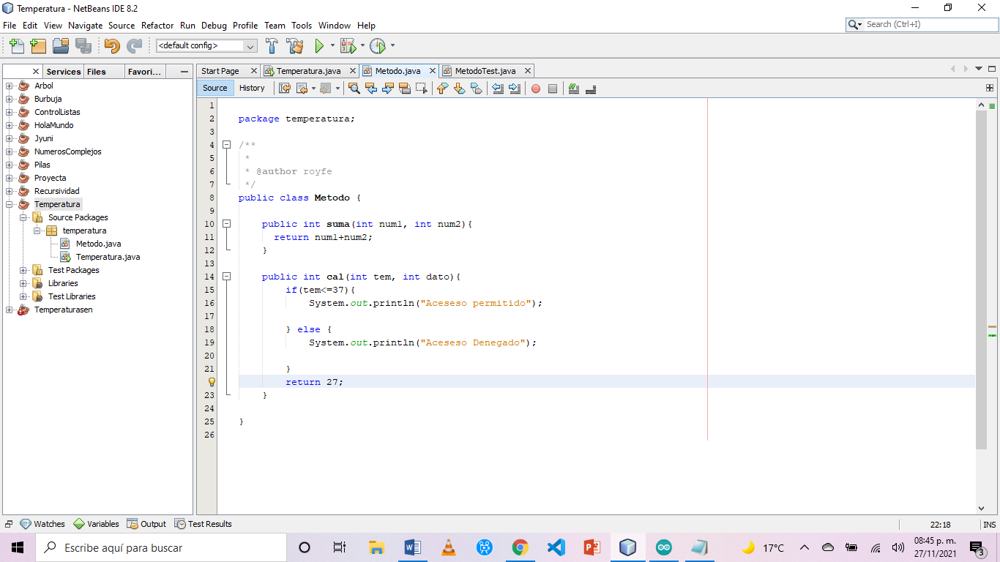 Temperatura - NetBeans IDE 8.2
File Edit View Navigate Source Refactor Run Debug Profile Team Tools Window Help
Search (Ctrl+I)
<default config>
Services Files Favori...
Start Page Temperatura.java Metodo.java MetodoTest.java
Source History
Arbol
Burbuja
ControlListas
HolaMundo
Jyuni
NumerosComplejos
Pilas
Proyecta
Recursividad
Temperatura
Source Packages
temperatura
Metodo.java
Temperatura.java
Test Packages
Libraries
Test Libraries
Temperaturasen
1
2 package temperatura;
3
4 /**
5 *
6 * @author royfe
7 */
8 public class Metodo {
9
10 public int suma(int num1, int num2){
11 return num1+num2;
12 }
13
14 public int cal(int tem, int dato){
15 if(tem<=37){
16 System.out.println("Aceseso permitido");
17
18 } else {
19 System.out.println("Aceseso Denegado");
20
21 }
return 27;
23 }
24
25 }
26
Watches Variables Output Test Results
22:18 INS
Escribe aquí para buscar
17°C
08:45 p. m.
27/11/2021
3